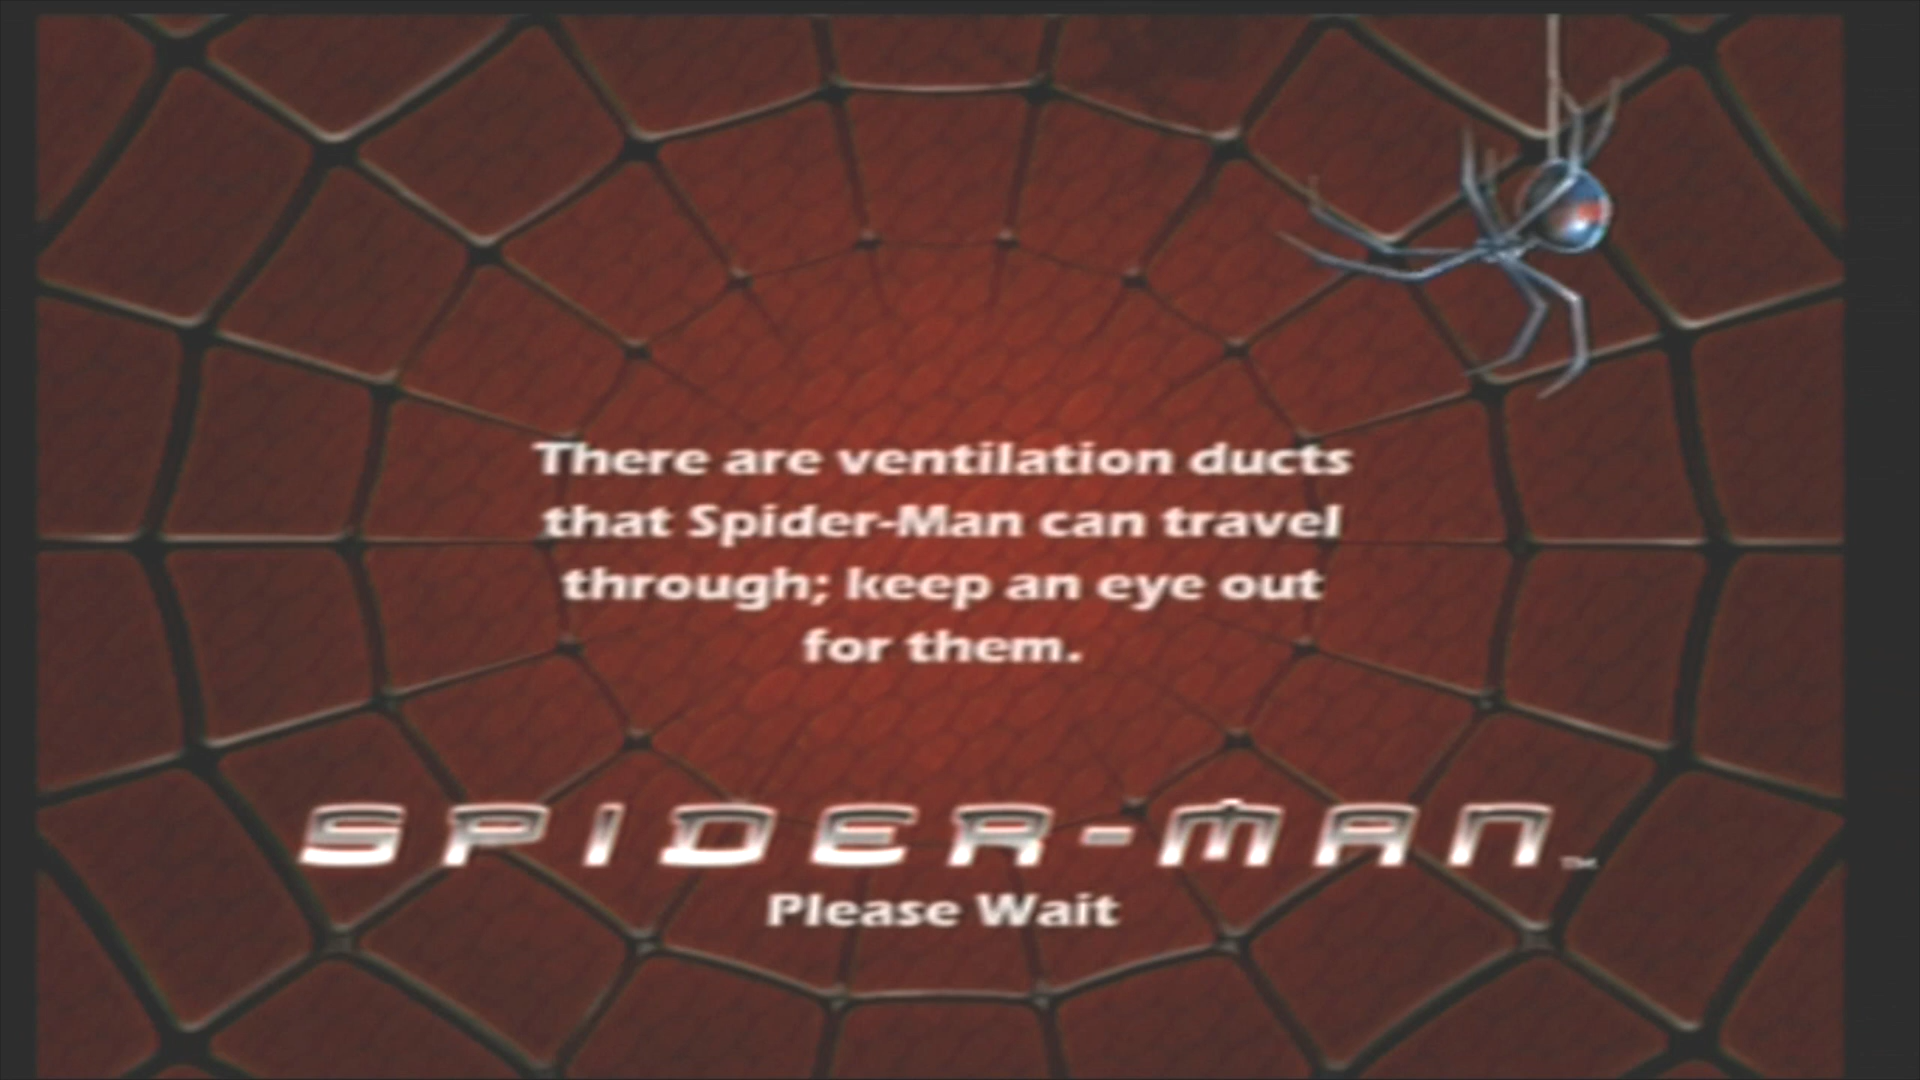 There are ventilation ducts
that Spider-Man can travel
through; keep an eye out
for them.
SPIDER-MAN™
Please Wait